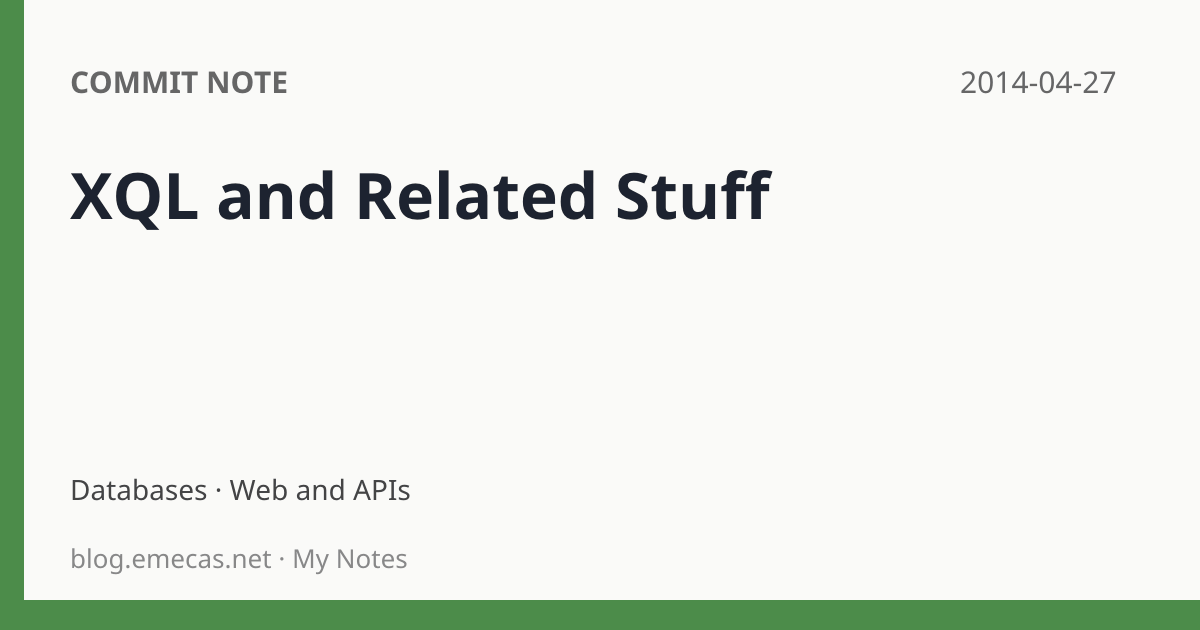 COMMIT NOTE
2014-04-27
XQL and Related Stuff
Databases · Web and APIs
blog.emecas.net · My Notes